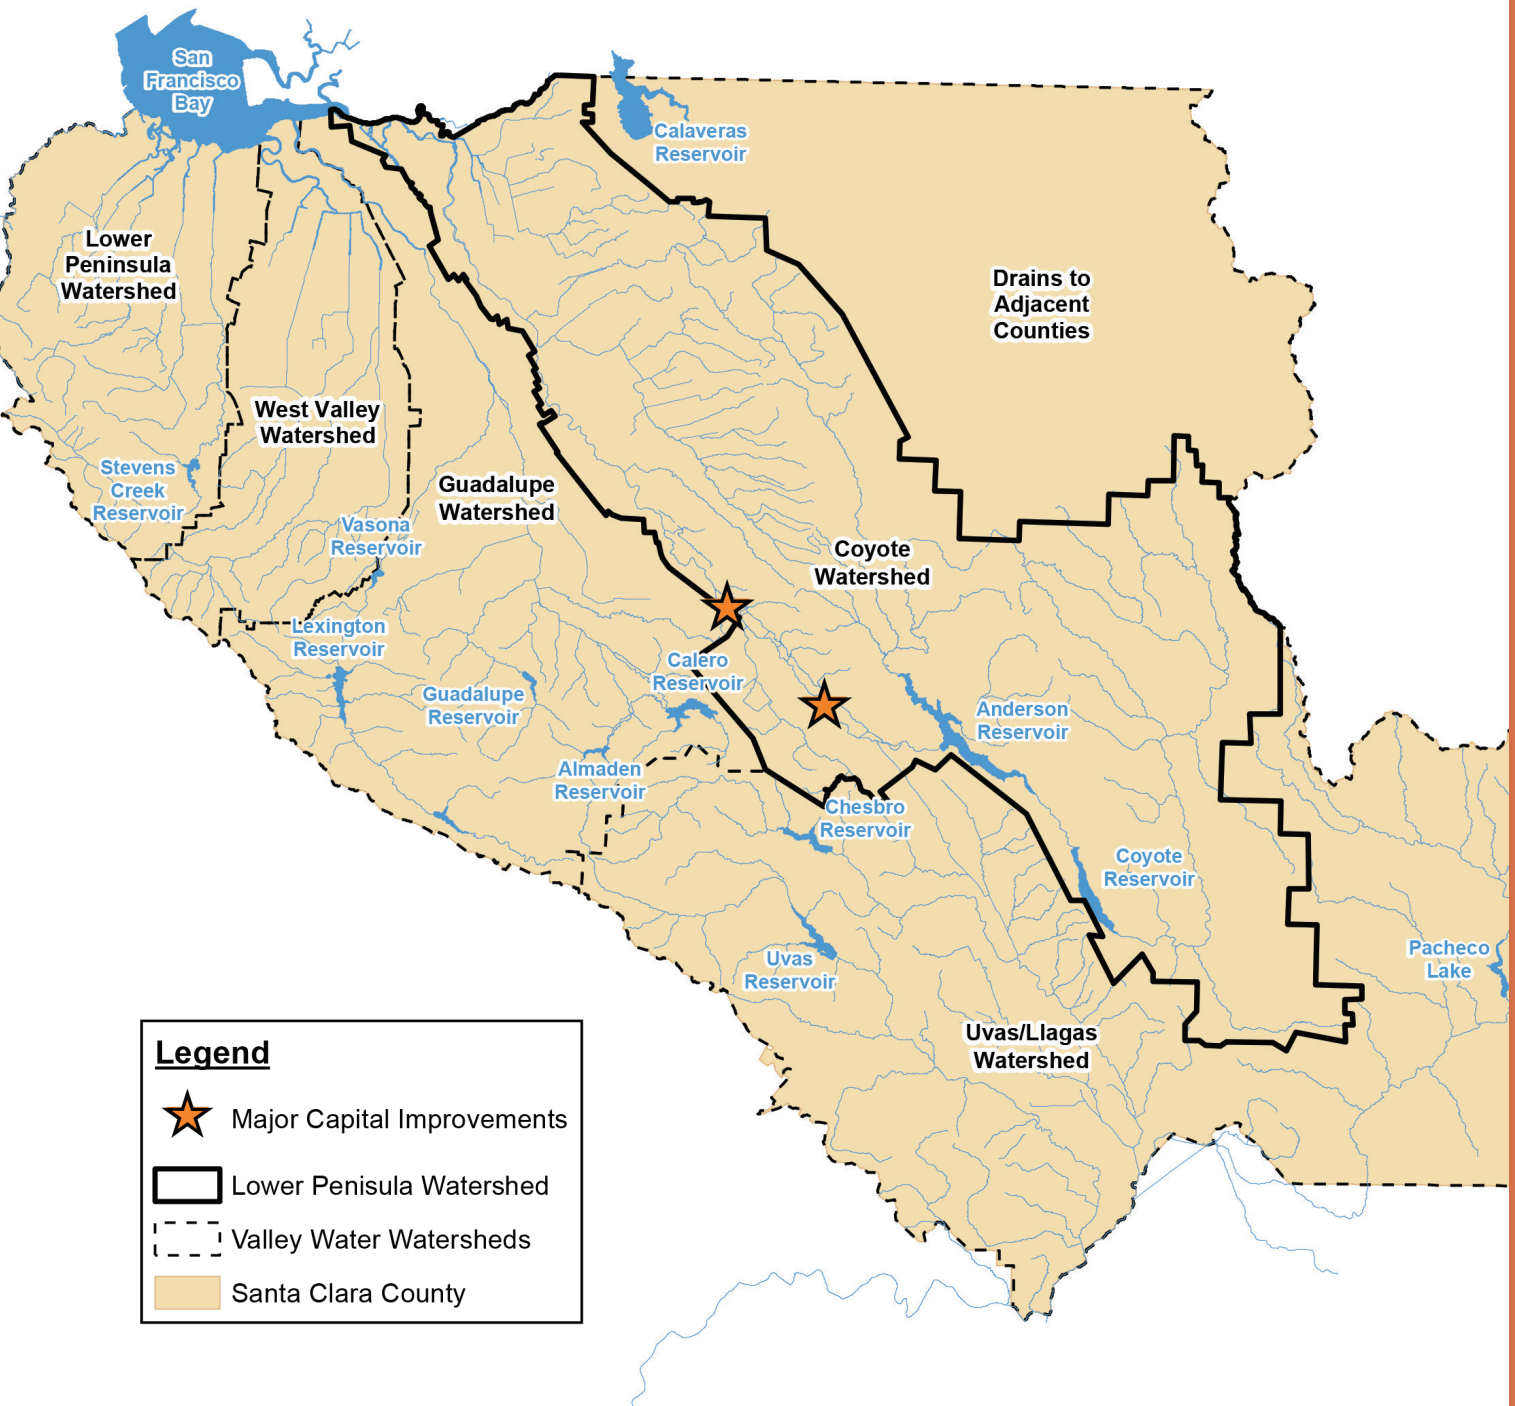 San
Francisco
Bay
Calaveras
Reservoir
Lower
Peninsula
Watershed
Drains to
Adjacent
Counties
West Valley
Watershed
Stevens
Creek
Reservoir
Guadalupe
Watershed
Vasona
Reservoir
Coyote
Watershed
Lexington
Reservoir
Calero
Reservoir
Guadalupe
Reservoir
Anderson
Reservoir
Almaden
Reservoir
Chesbro
Reservoir
Coyote
Reservoir
Uvas
Reservoir
Pacheco
Lake
Uvas/Llagas
Watershed
Legend
Major Capital Improvements
Lower Penisula Watershed
Valley Water Watersheds
Santa Clara County